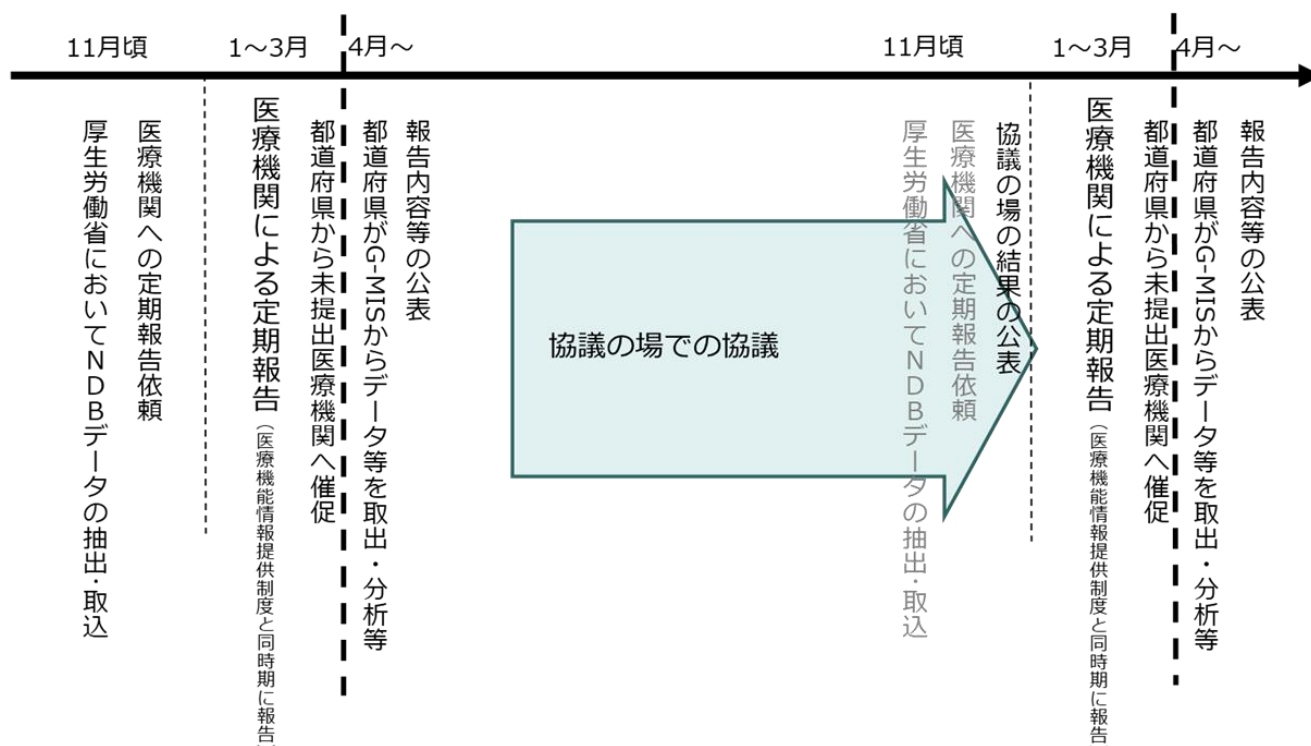 11月頃
1～3月
4月～
11月頃
1～3月
4月～
厚生労働省においてＮＤＢデータの抽出・取込
医療機関への定期報告依頼
医療機関による定期報告（医療機能情報提供制度と同時期に報告
都道府県から未提出医療機関へ催促
都道府県がG-MISからデータ等を取出・分析等
報告内容等の公表
協議の場での協議
厚生労働省においてＮＤＢデータの抽出・取込
医療機関への定期報告依頼
協議の場の結果の公表
医療機関による定期報告（医療機能情報提供制度と同時期に報告
都道府県から未提出医療機関へ催促
都道府県がG-MISからデータ等を取出・分析等
報告内容等の公表